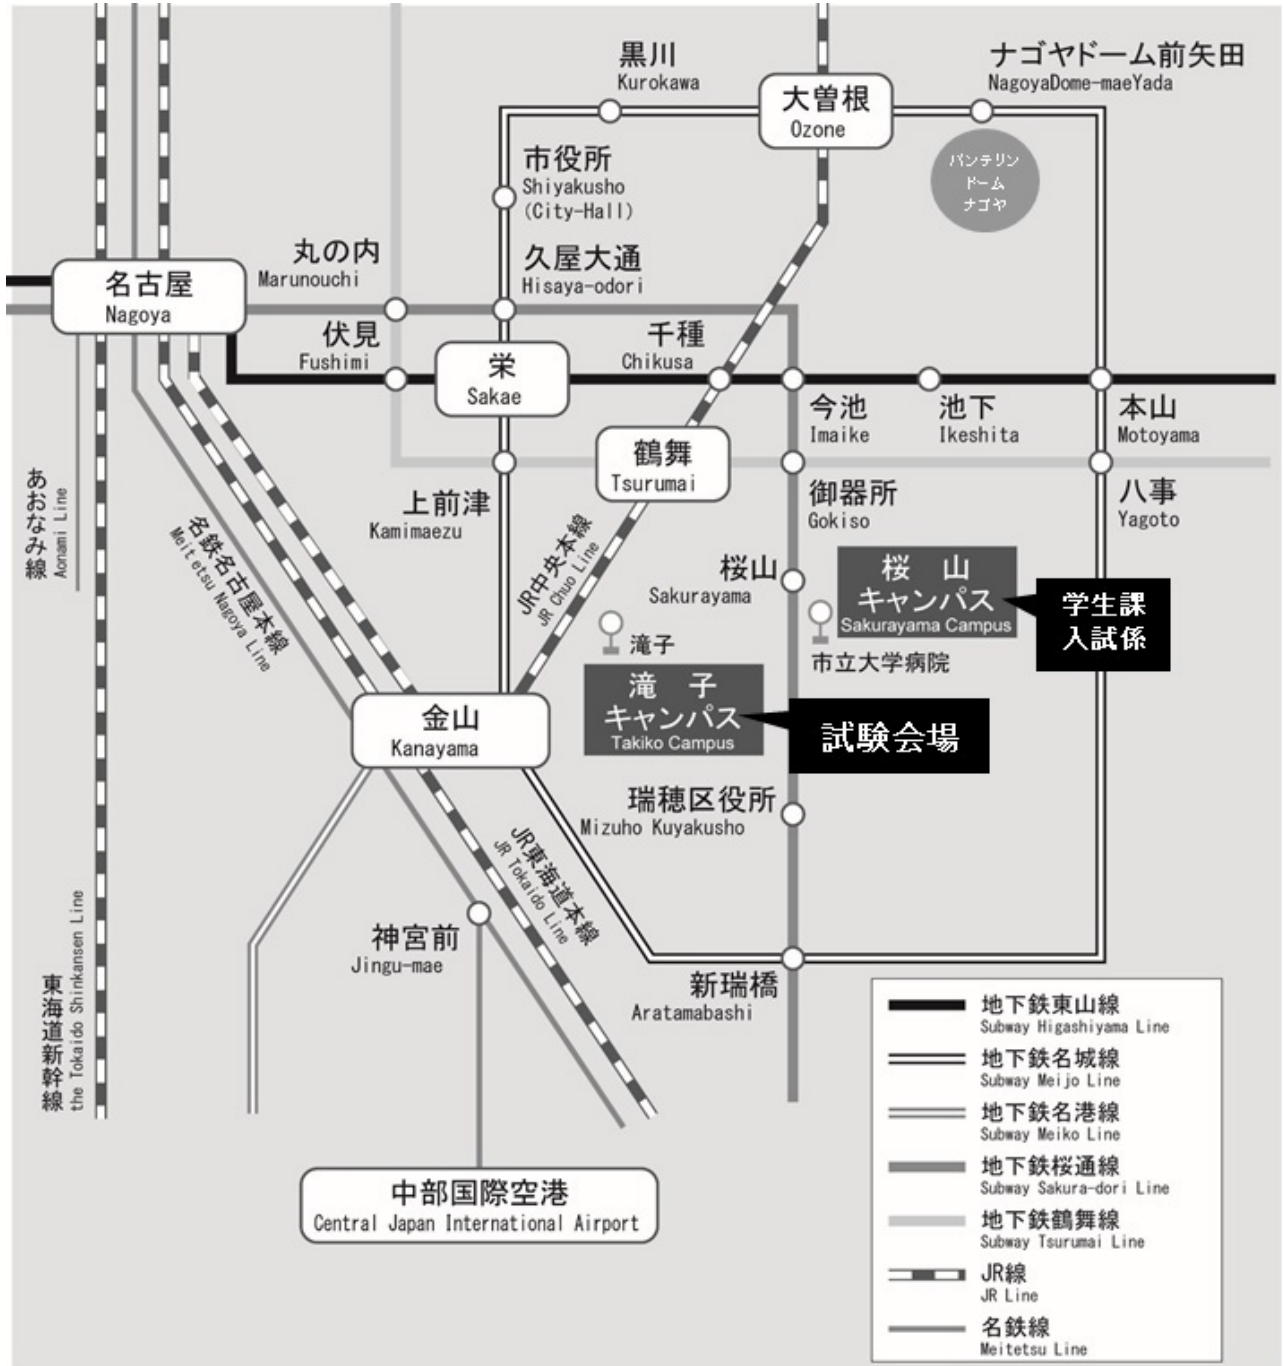 黒川
Kurokawa
大曽根
Ozone
ナゴヤドーム前矢田
NagoyaDome-maeYada
バンテリン
ドーム
ナゴヤ
市役所
Shiyakusho
(City-Hall)
丸の内
Marunouchi
久屋大通
Hisaya-odori
名古屋
Nagoya
伏見
Fushimi
栄
Sakae
千種
Chikusa
今池
Imaike
池下
Ikeshita
本山
Motoyama
鶴舞
Tsurumai
上前津
Kamimaezu
御器所
Gokiso
八事
Yagoto
あおなみ線
Aonami Line
名鉄名古屋本線
Meitetsu Nagoya Line
JR中央本線
JR Chuo Line
桜山
Sakurayama
桜 山
キャンパス
Sakurayama Campus
学生課
入試係
滝子
市立大学病院
滝 子
キャンパス
Takiko Campus
試験会場
金山
Kanayama
瑞穂区役所
Mizuho Kuyakusho
JR東海道本線
JR Tokaido Line
神宮前
Jingu-mae
新瑞橋
Aratamabashi
東海道新幹線
the Tokaido Shinkansen Line
中部国際空港
Central Japan International Airport
地下鉄東山線
Subway Higashiyama Line
地下鉄名城線
Subway Meijo Line
地下鉄名港線
Subway Meiko Line
地下鉄桜通線
Subway Sakura-dori Line
地下鉄鶴舞線
Subway Tsurumai Line
JR線
JR Line
名鉄線
Meitetsu Line